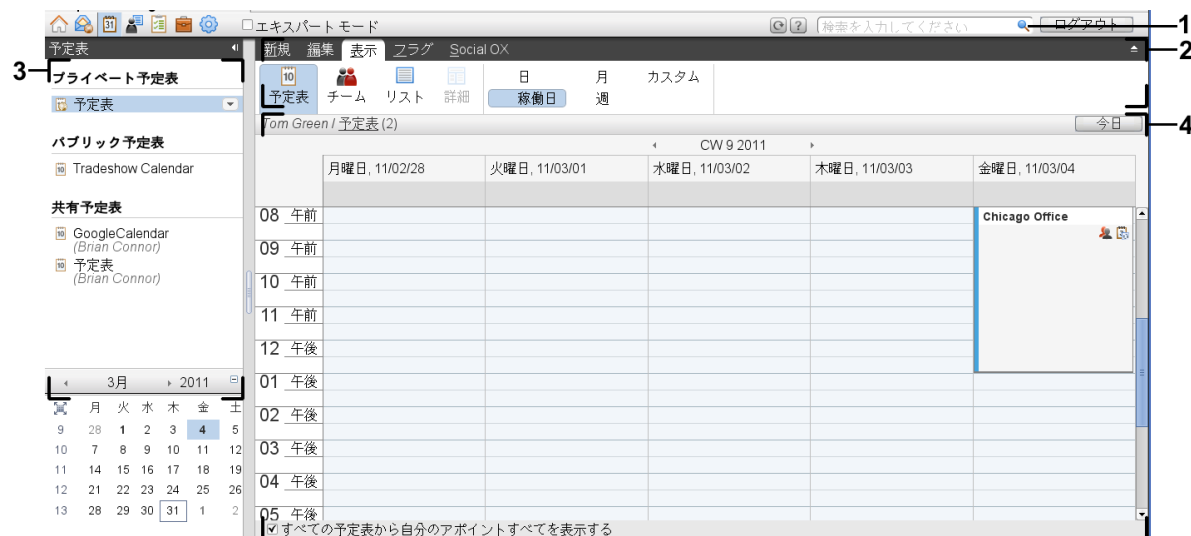 エキスパート モード
検索を入力してください
ログアウト
1
予定表
新規 編集 表示 フラグ Social OX
2
3
プライベート予定表
予定表
パブリック予定表
Tradeshow Calendar
共有予定表
GoogleCalendar
(Brian Connor)
予定表
(Brian Connor)
予定表 チーム リスト 詳細
日 月 カスタム
稼働日 週
Tom Green / 予定表 (2)
今日
4
CW 9 2011
月曜日, 11/02/28 火曜日, 11/03/01 水曜日, 11/03/02 木曜日, 11/03/03 金曜日, 11/03/04
08 午前
Chicago Office
09 午前
10 午前
11 午前
12 午後
01 午後
02 午後
03 午後
04 午後
05 午後
3月 2011
月 火 水 木 金 土
9 28 1 2 3 4 5
10 7 8 9 10 11 12
11 14 15 16 17 18 19
12 21 22 23 24 25 26
13 28 29 30 31 1 2
すべての予定表から自分のアポイントすべてを表示する